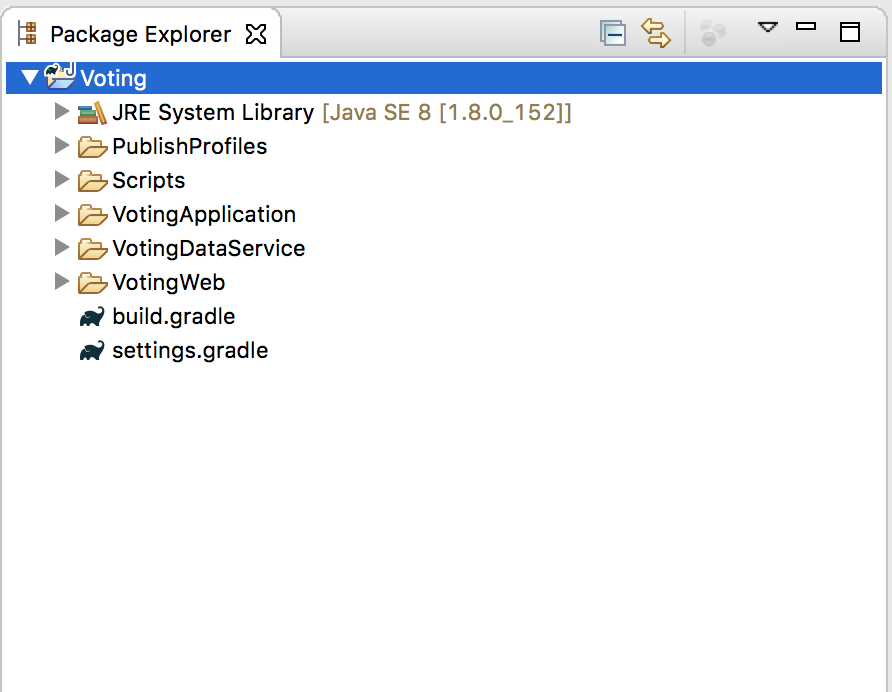 Package Explorer
Voting
JRE System Library [Java SE 8 [1.8.0_152]]
PublishProfiles
Scripts
VotingApplication
VotingDataService
VotingWeb
build.gradle
settings.gradle